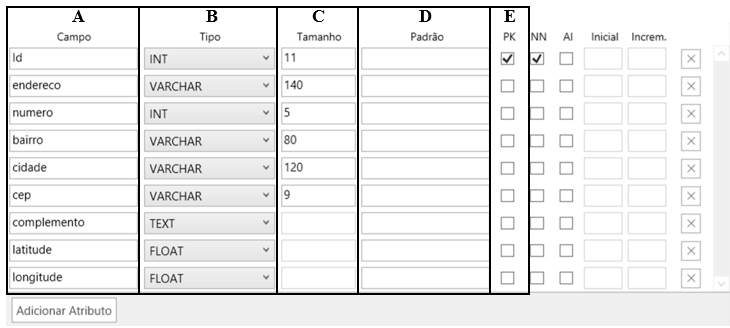 A B C D E
Campo Tipo Tamanho Padrão PK NN AI Inicial Increm.
Id INT 11
endereco VARCHAR 140
numero INT 5
bairro VARCHAR 80
cidade VARCHAR 120
cep VARCHAR 9
complemento TEXT
latitude FLOAT
longitude FLOAT
Adicionar Atributo